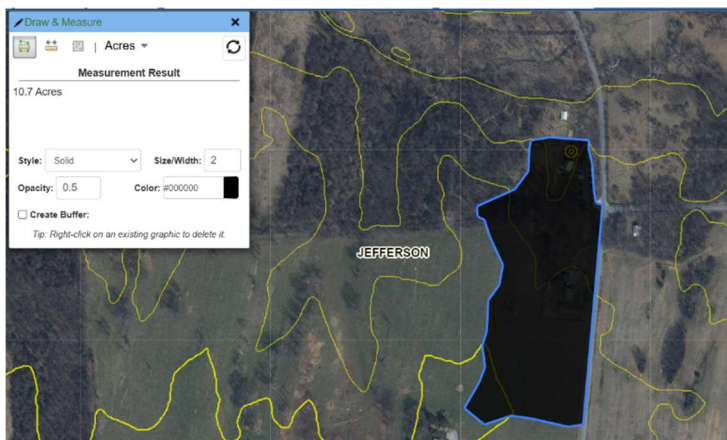 Draw & Measure
| Acres
Measurement Result
10.7 Acres
Style: Solid Size/Width: 2
Opacity: 0.5 Color: #000000
Create Buffer:
Tip: Right-click on an existing graphic to delete it.
JEFFERSON